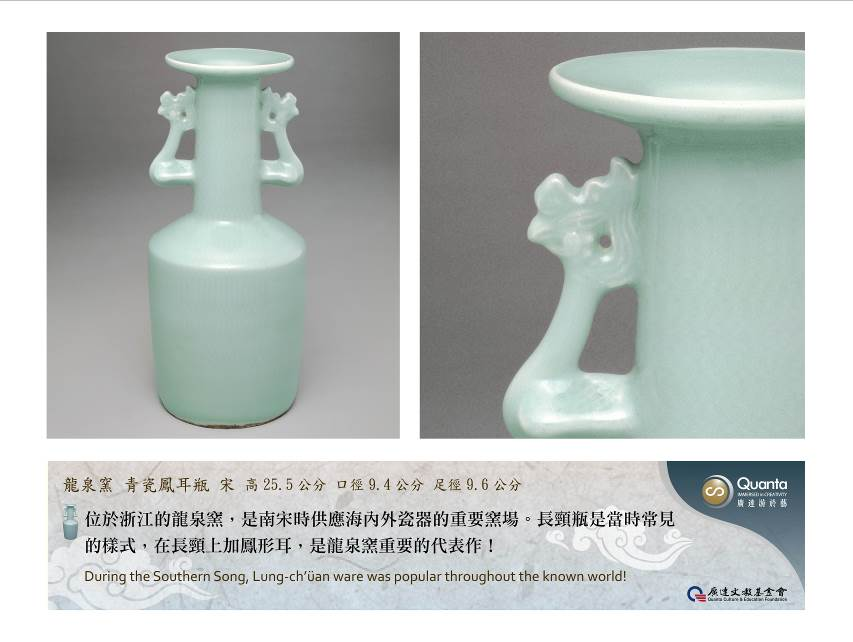 龍泉窯 青瓷鳳耳瓶 宋 高25.5公分 口徑9.4公分 足徑9.6公分
位於浙江的龍泉窯，是南宋時供應海內外瓷器的重要窯場。長頸瓶是當時常見
的樣式，在長頸上加鳳形耳，是龍泉窯重要的代表作！
During the Southern Song, Lung-ch'üan ware was popular throughout the known world!
Quanta
IMMERSED in CREATIVITY
廣達游於藝
廣達文教基金會
Quanta Culture & Education Foundation